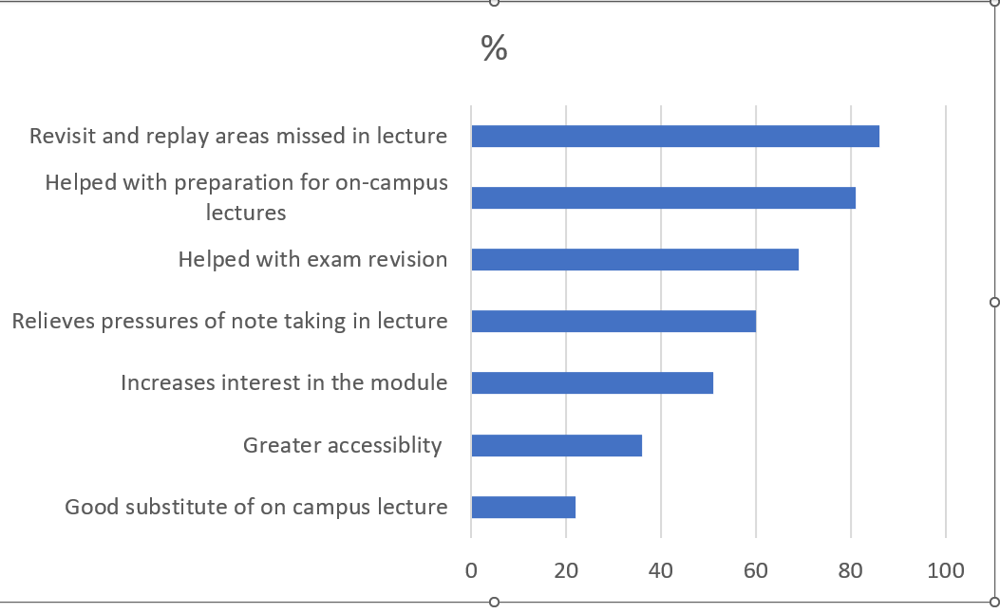 %
Revisit and replay areas missed in lecture
Helped with preparation for on-campus
lectures
Helped with exam revision
Relieves pressures of note taking in lecture
Increases interest in the module
Greater accessiblity
Good substitute of on campus lecture
0 20 40 60 80 100